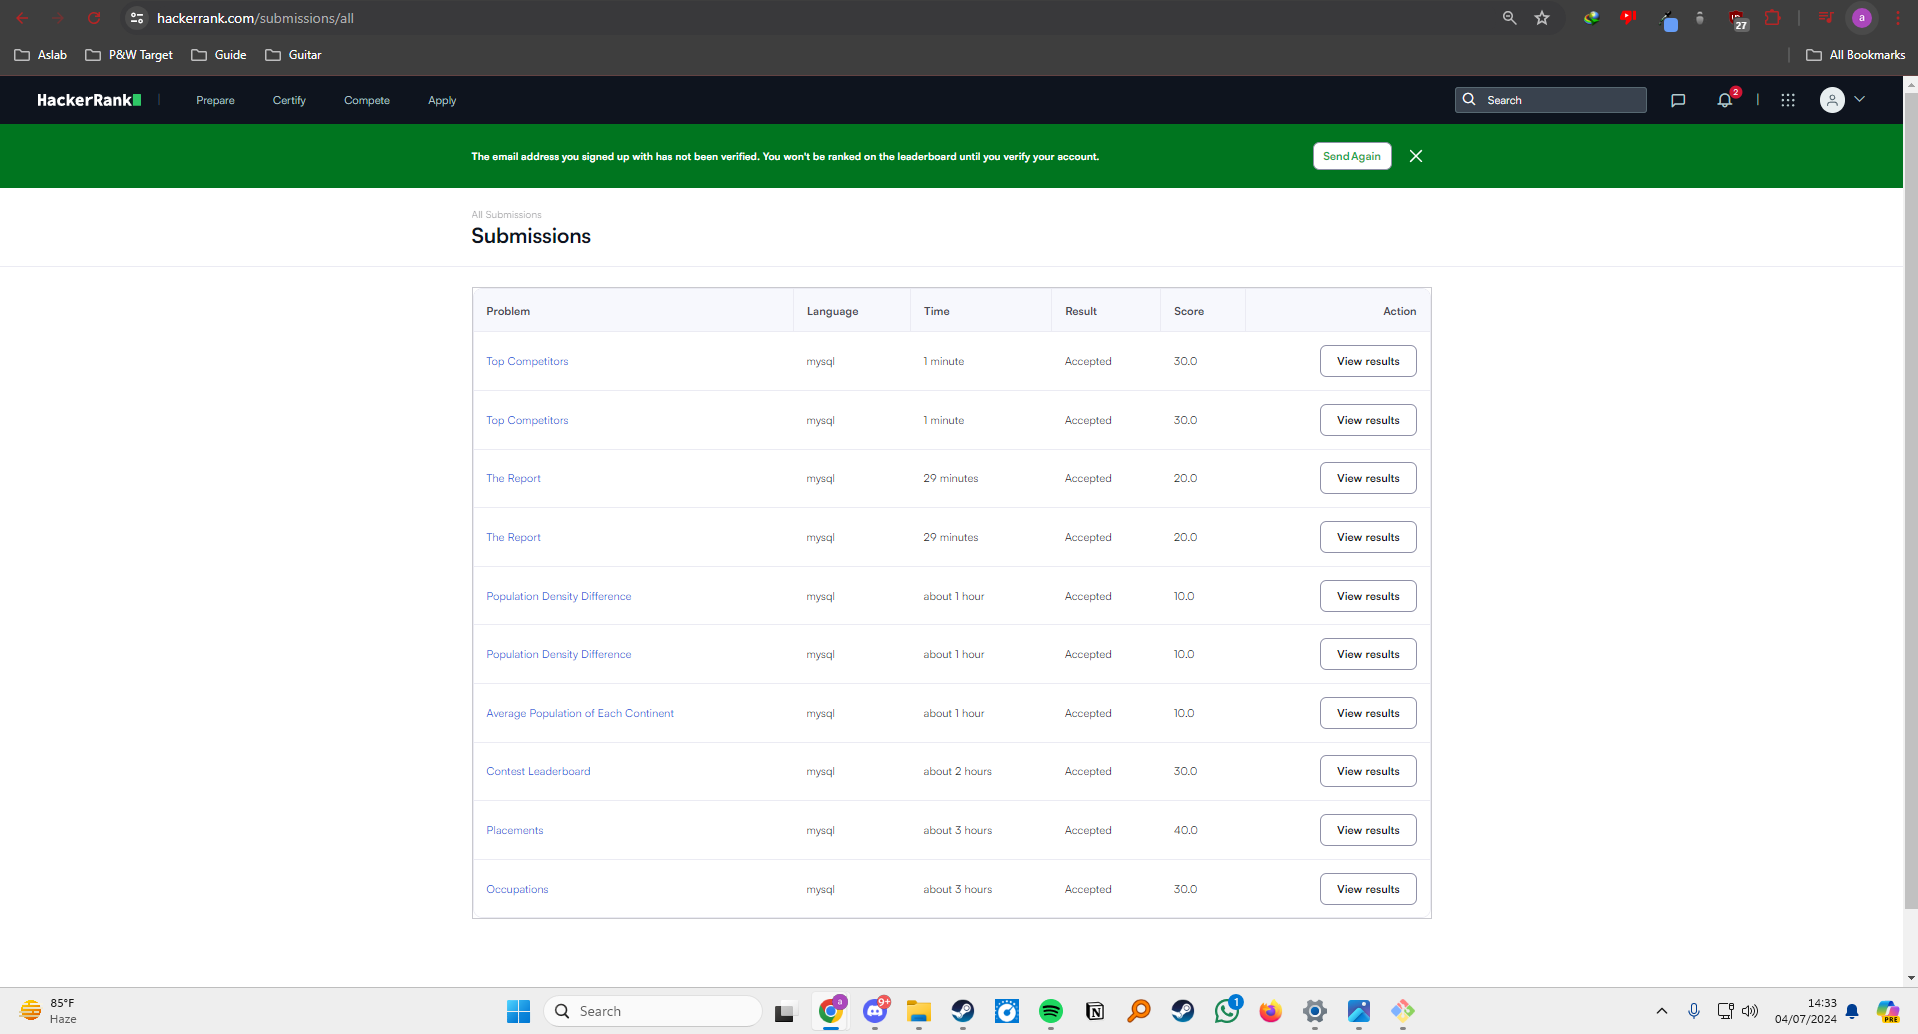 hackerrank.com/submissions/all
27
a
Aslab P&W Target Guide Guitar All Bookmarks
HackerRank Prepare Certify Compete Apply Search 2
The email address you signed up with has not been verified. You won't be ranked on the leaderboard until you verify your account. Send Again
All Submissions
Submissions
Problem Language Time Result Score Action
Top Competitors mysql 1 minute Accepted 30.0 View results
Top Competitors mysql 1 minute Accepted 30.0 View results
The Report mysql 29 minutes Accepted 20.0 View results
The Report mysql 29 minutes Accepted 20.0 View results
Population Density Difference mysql about 1 hour Accepted 10.0 View results
Population Density Difference mysql about 1 hour Accepted 10.0 View results
Average Population of Each Continent mysql about 1 hour Accepted 10.0 View results
Contest Leaderboard mysql about 2 hours Accepted 30.0 View results
Placements mysql about 3 hours Accepted 40.0 View results
Occupations mysql about 3 hours Accepted 30.0 View results
85°F
Haze
Search
a
9+
1
14:33
04/07/2024
PRE